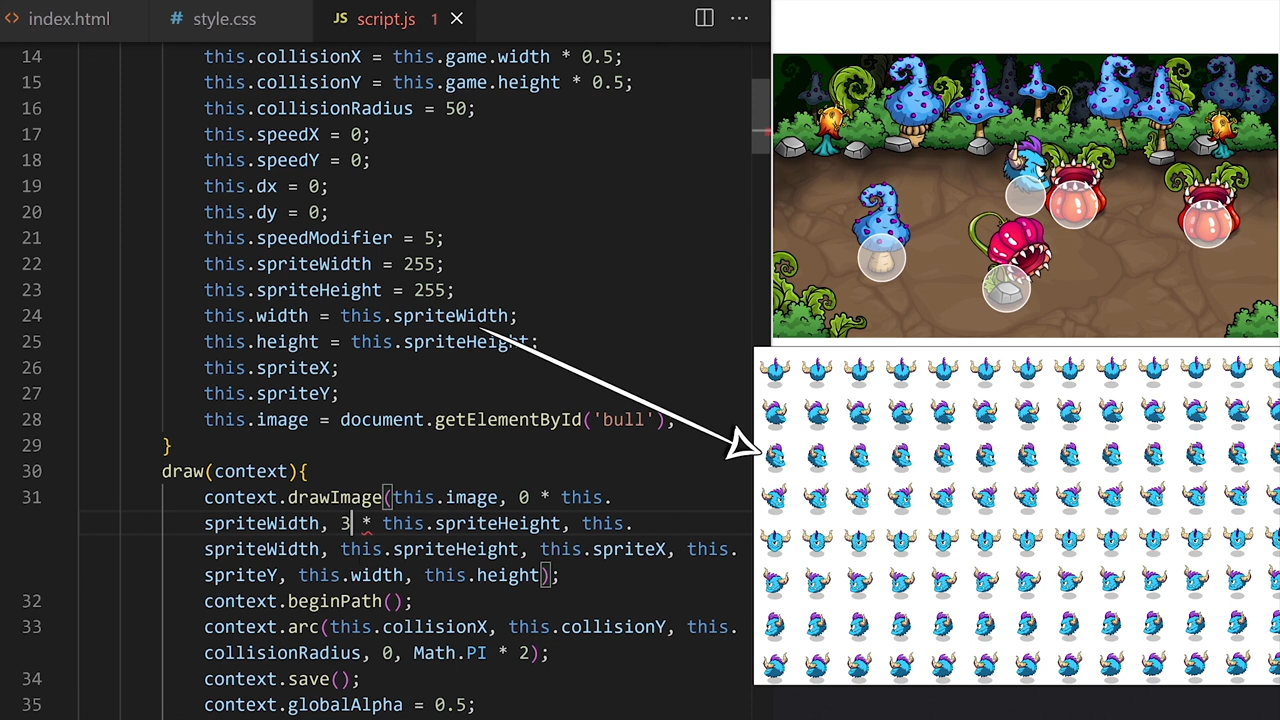 <> index.html
# style.css
JS script.js 1 ×
14 this.collisionX = this.game.width * 0.5;
15 this.collisionY = this.game.height * 0.5;
16 this.collisionRadius = 50;
17 this.speedX = 0;
18 this.speedY = 0;
19 this.dx = 0;
20 this.dy = 0;
21 this.speedModifier = 5;
22 this.spriteWidth = 255;
23 this.spriteHeight = 255;
24 this.width = this.spriteWidth;
25 this.height = this.spriteHeight;
26 this.spriteX;
27 this.spriteY;
28 this.image = document.getElementById('bull');
29 }
30 draw(context){
31 context.drawImage(this.image, 0 * this.
spriteWidth, 3 * this.spriteHeight, this.
spriteWidth, this.spriteHeight, this.spriteX, this.
spriteY, this.width, this.height);
32 context.beginPath();
33 context.arc(this.collisionX, this.collisionY, this.
collisionRadius, 0, Math.PI * 2);
34 context.save();
35 context.globalAlpha = 0.5;